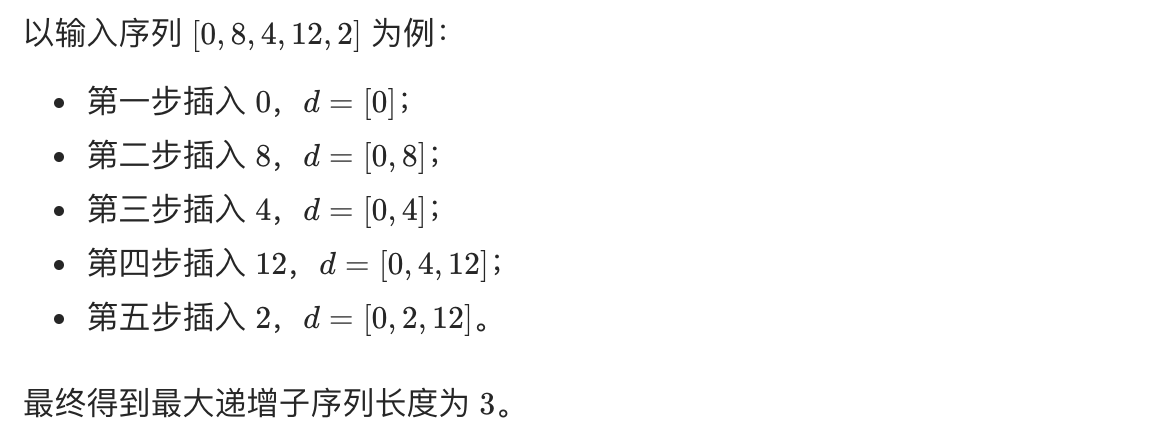 以输入序列 [0, 8, 4, 12, 2] 为例：
• 第一步插入 0，d = [0]；
• 第二步插入 8，d = [0, 8]；
• 第三步插入 4，d = [0, 4]；
• 第四步插入 12，d = [0, 4, 12]；
• 第五步插入 2，d = [0, 2, 12]。
最终得到最大递增子序列长度为 3。